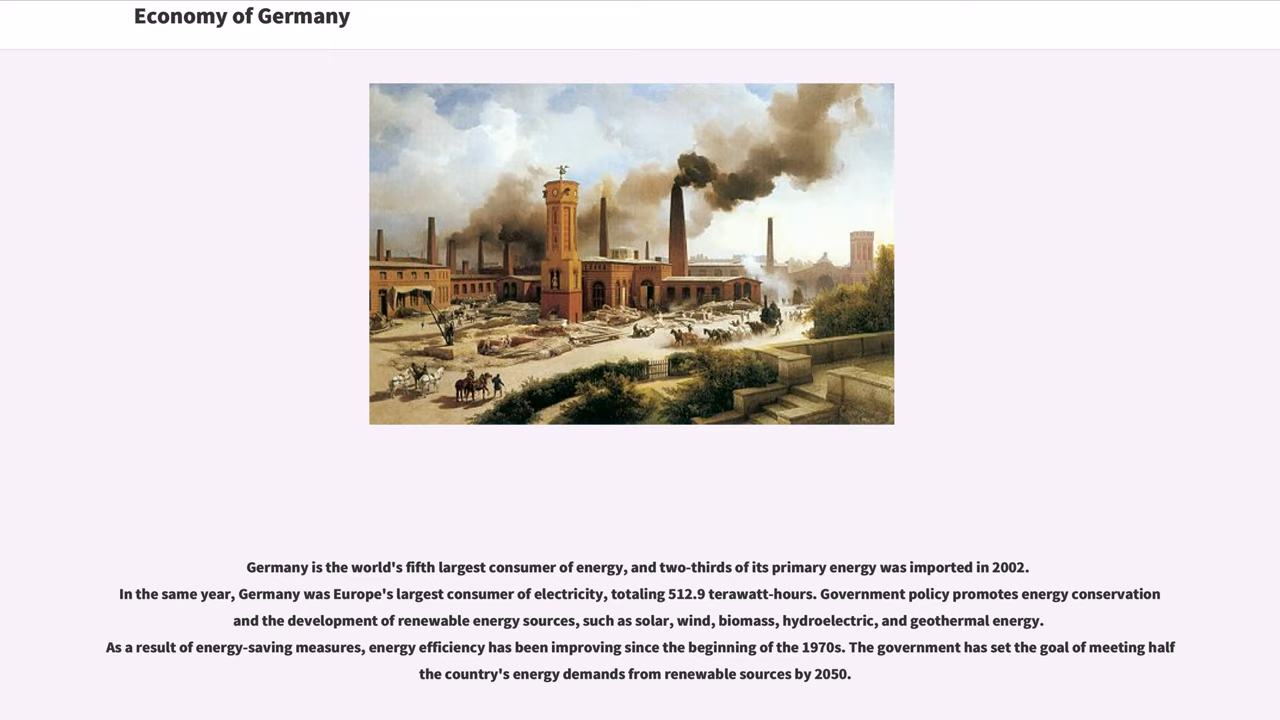 Economy of Germany
Germany is the world's fifth largest consumer of energy, and two-thirds of its primary energy was imported in 2002.
In the same year, Germany was Europe's largest consumer of electricity, totaling 512.9 terawatt-hours. Government policy promotes energy conservation
and the development of renewable energy sources, such as solar, wind, biomass, hydroelectric, and geothermal energy.
As a result of energy-saving measures, energy efficiency has been improving since the beginning of the 1970s. The government has set the goal of meeting half
the country's energy demands from renewable sources by 2050.